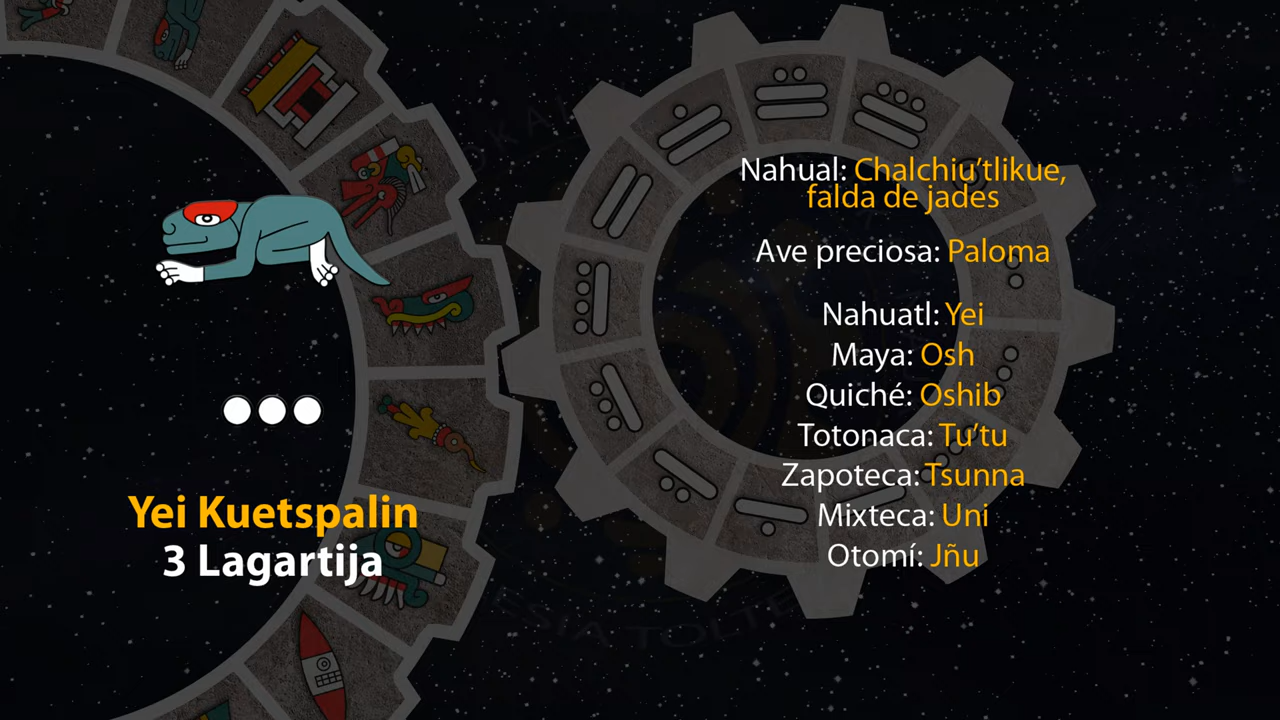 Nahual: Chalchiu'tlikue,
falda de jades
Ave preciosa: Paloma
Nahuatl: Yei
Maya: Osh
Quiché: Oshib
Totonaca: Tu'tu
Zapoteca: Tsunna
Mixteca: Uni
Otomí: Jñu
Yei Kuetspalin
3 Lagartija